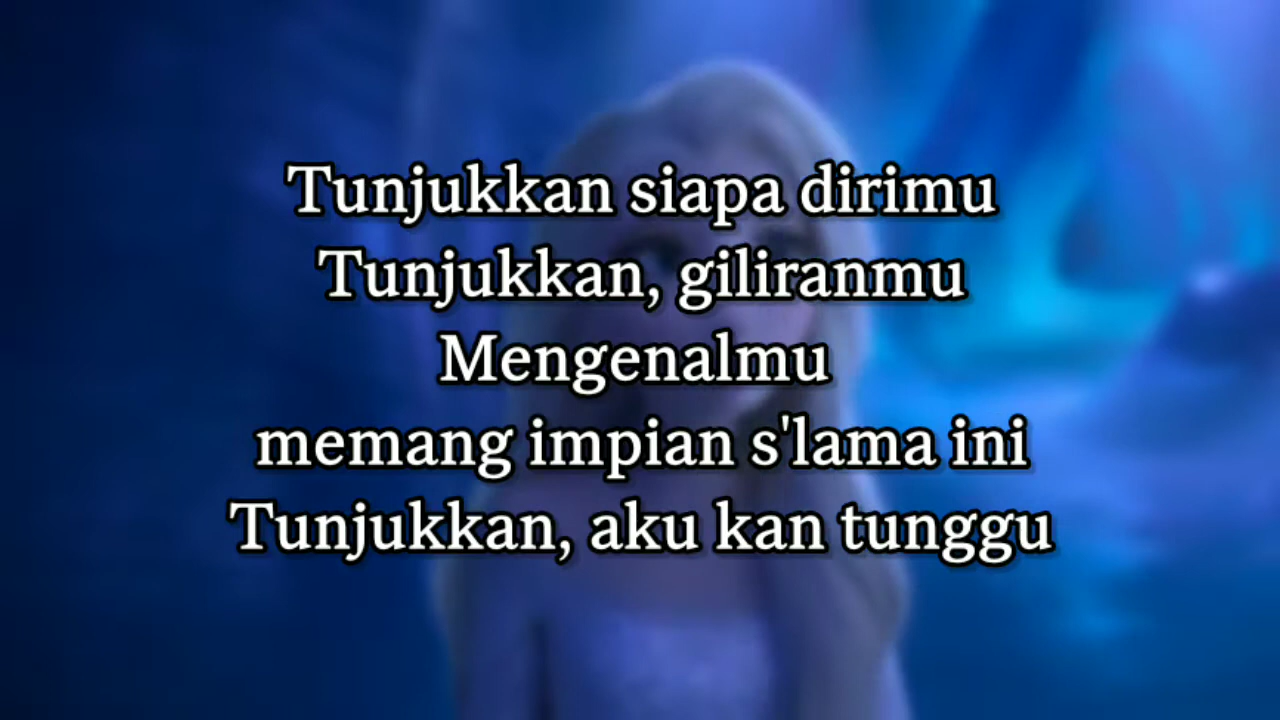 Tunjukkan siapa dirimu
Tunjukkan, giliranmu
Mengenalmu
memang impian s'lama ini
Tunjukkan, aku kan tunggu